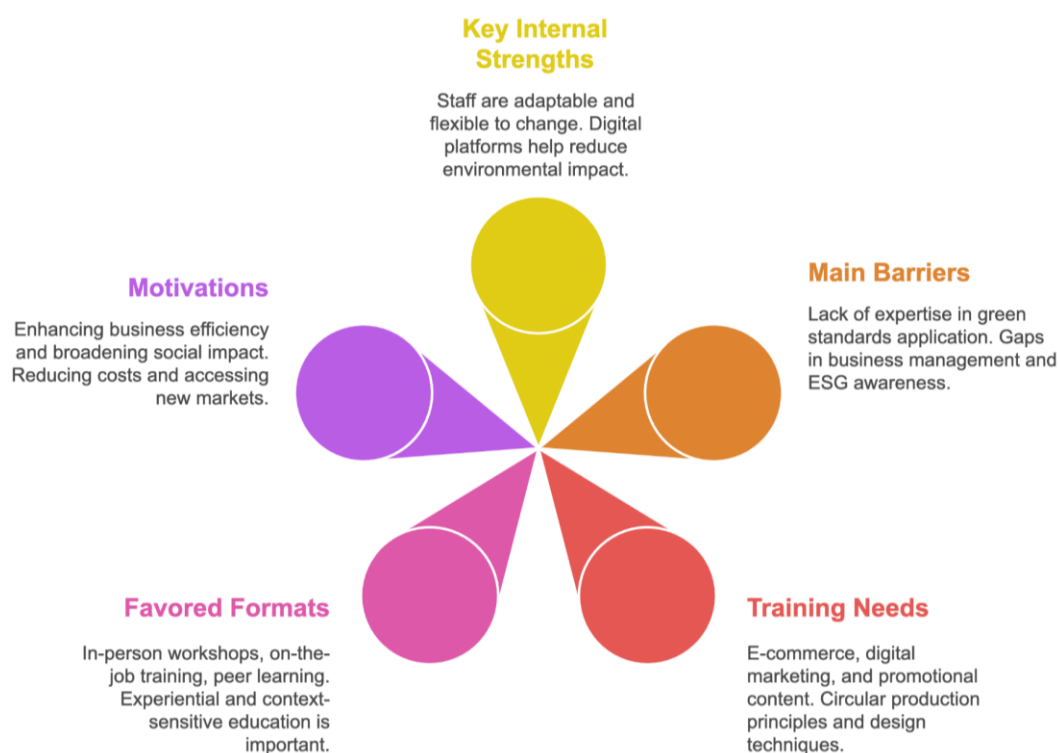 Key Internal
Strengths
Staff are adaptable and
flexible to change. Digital
platforms help reduce
environmental impact.
Main Barriers
Lack of expertise in green
standards application. Gaps
in business management and
ESG awareness.
Motivations
Enhancing business efficiency
and broadening social impact.
Reducing costs and accessing
new markets.
Favored Formats
In-person workshops, on-the-
job training, peer learning.
Experiential and context-
sensitive education is
important.
Training Needs
E-commerce, digital
marketing, and promotional
content. Circular production
principles and design
techniques.